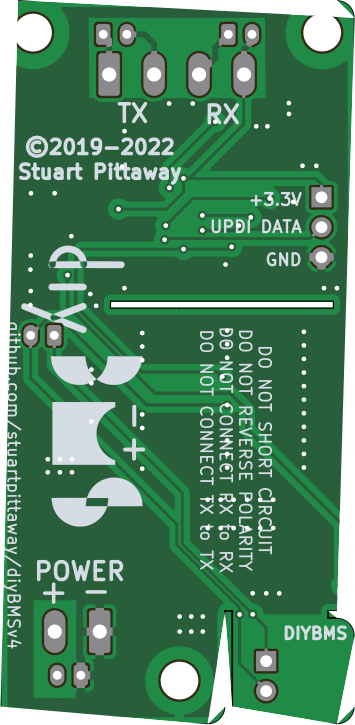 TX RX
©2019-2022
Stuart Pittaway
+3.3V
UPDI DATA
GND
DO NOT SHORT CIRCUIT
DO NOT REVERSE POLARITY
DO NOT CONNECT RX to RX
DO NOT CONNECT TX to TX
github.com/stuartpittaway/diyBMSv4
- +
POWER
+ -
DIYBMS